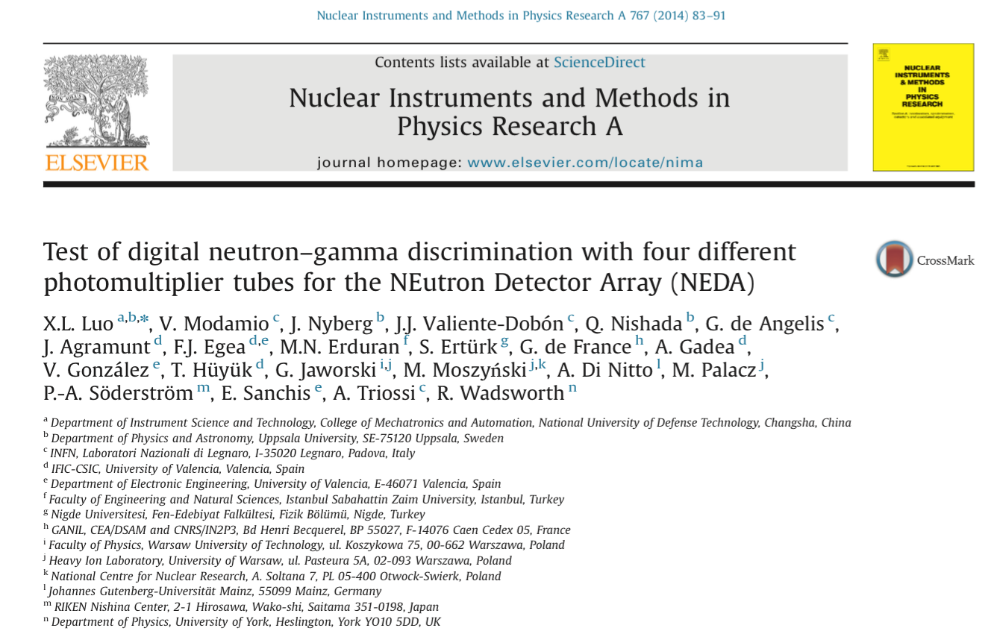 Nuclear Instruments and Methods in Physics Research A 767 (2014) 83–91
Contents lists available at ScienceDirect
Nuclear Instruments and Methods in
Physics Research A
journal homepage: www.elsevier.com/locate/nima
ELSEVIER
NUCLEAR
INSTRUMENTS
& METHODS
IN
PHYSICS
RESEARCH
Test of digital neutron–gamma discrimination with four different
photomultiplier tubes for the NEutron Detector Array (NEDA)
CrossMark
X.L. Luo a,b,*, V. Modamio c, J. Nyberg b, J.J. Valiente-Dobón c, Q. Nishada b, G. de Angelis c,
J. Agramunt d, F.J. Egea d,e, M.N. Erduran f, S. Ertürk g, G. de France h, A. Gadea d,
V. González e, T. Hüyük d, G. Jaworski i,j, M. Moszyński j,k, A. Di Nitto l, M. Palacz j,
P.-A. Söderström m, E. Sanchis e, A. Triossi c, R. Wadsworth n
a Department of Instrument Science and Technology, College of Mechatronics and Automation, National University of Defense Technology, Changsha, China
b Department of Physics and Astronomy, Uppsala University, SE-75120 Uppsala, Sweden
c INFN, Laboratori Nazionali di Legnaro, I-35020 Legnaro, Padova, Italy
d IFIC-CSIC, University of Valencia, Valencia, Spain
e Department of Electronic Engineering, University of Valencia, E-46071 Valencia, Spain
f Faculty of Engineering and Natural Sciences, Istanbul Sabahattin Zaim University, Istanbul, Turkey
g Nigde Universitesi, Fen-Edebiyat Falkültesi, Fizik Bölümü, Nigde, Turkey
h GANIL, CEA/DSAM and CNRS/IN2P3, Bd Henri Becquerel, BP 55027, F-14076 Caen Cedex 05, France
i Faculty of Physics, Warsaw University of Technology, ul. Koszykowa 75, 00-662 Warszawa, Poland
j Heavy Ion Laboratory, University of Warsaw, ul. Pasteura 5A, 02-093 Warszawa, Poland
k National Centre for Nuclear Research, A. Soltana 7, PL 05-400 Otwock-Swierk, Poland
l Johannes Gutenberg-Universität Mainz, 55099 Mainz, Germany
m RIKEN Nishina Center, 2-1 Hirosawa, Wako-shi, Saitama 351-0198, Japan
n Department of Physics, University of York, Heslington, York YO10 5DD, UK